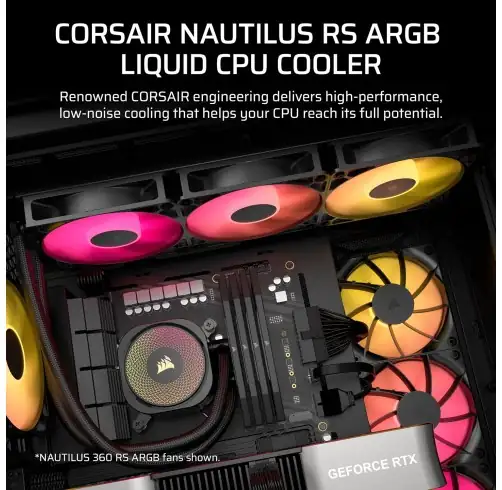 CORSAIR NAUTILUS RS ARGB
LIQUID CPU COOLER
Renowned CORSAIR engineering delivers high-performance,
low-noise cooling that helps your CPU reach its full potential.
*NAUTILUS 360 RS ARGB fans shown.
GEFORCE RTX